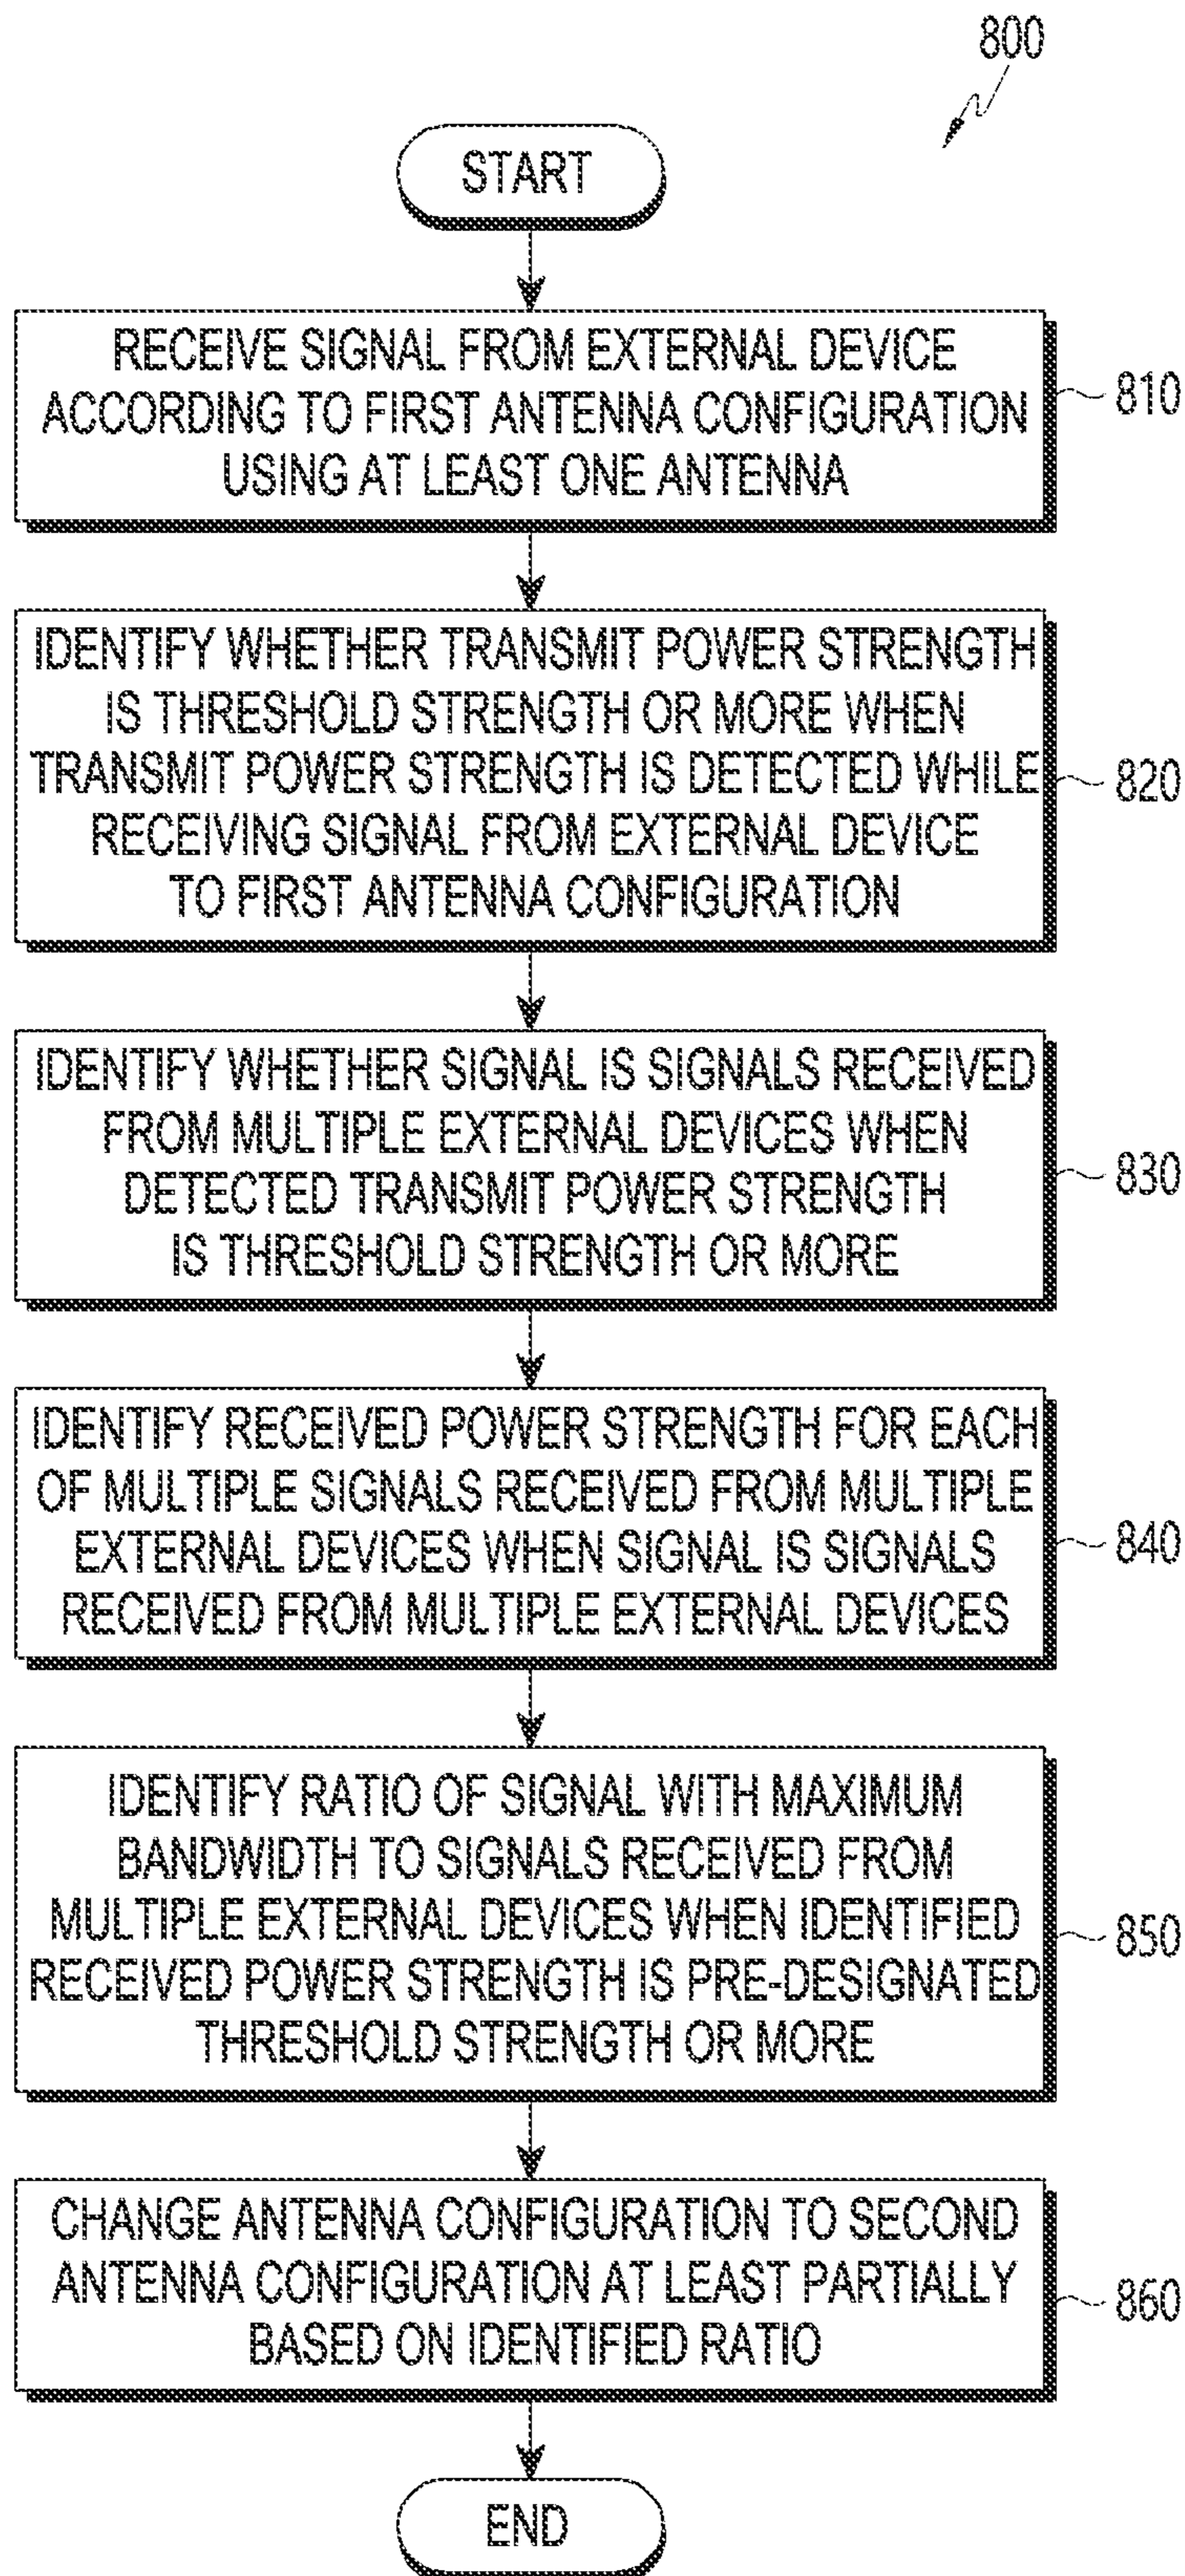 800
START
RECEIVE SIGNAL FROM EXTERNAL DEVICE
ACCORDING TO FIRST ANTENNA CONFIGURATION
USING AT LEAST ONE ANTENNA
810
IDENTIFY WHETHER TRANSMIT POWER STRENGTH
IS THRESHOLD STRENGTH OR MORE WHEN
TRANSMIT POWER STRENGTH IS DETECTED WHILE
RECEIVING SIGNAL FROM EXTERNAL DEVICE
TO FIRST ANTENNA CONFIGURATION
820
IDENTIFY WHETHER SIGNAL IS SIGNALS RECEIVED
FROM MULTIPLE EXTERNAL DEVICES WHEN
DETECTED TRANSMIT POWER STRENGTH
IS THRESHOLD STRENGTH OR MORE
830
IDENTIFY RECEIVED POWER STRENGTH FOR EACH
OF MULTIPLE SIGNALS RECEIVED FROM MULTIPLE
EXTERNAL DEVICES WHEN SIGNAL IS SIGNALS
RECEIVED FROM MULTIPLE EXTERNAL DEVICES
840
IDENTIFY RATIO OF SIGNAL WITH MAXIMUM
BANDWIDTH TO SIGNALS RECEIVED FROM
MULTIPLE EXTERNAL DEVICES WHEN IDENTIFIED
RECEIVED POWER STRENGTH IS PRE-DESIGNATED
THRESHOLD STRENGTH OR MORE
850
CHANGE ANTENNA CONFIGURATION TO SECOND
ANTENNA CONFIGURATION AT LEAST PARTIALLY
BASED ON IDENTIFIED RATIO
860
END